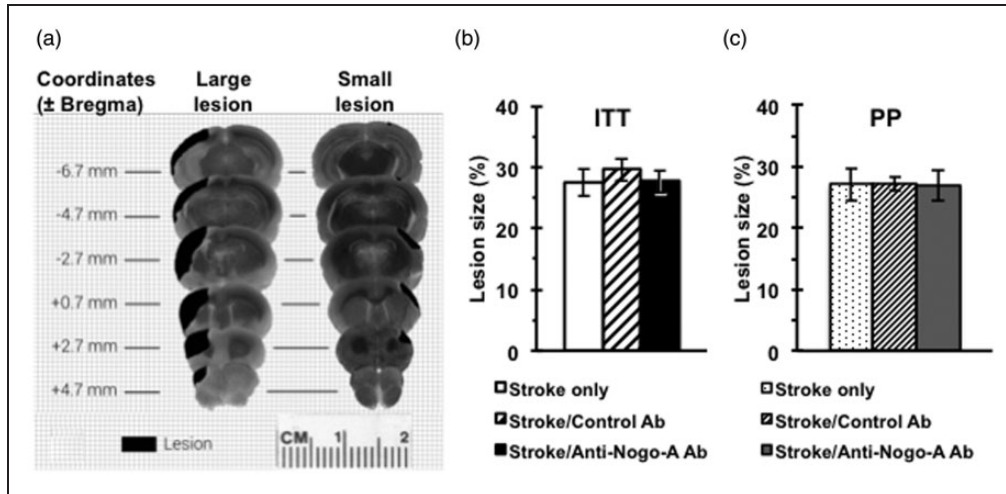 (a)
Coordinates
(± Bregma)
Large
lesion
Small
lesion
-6.7 mm
-4.7 mm
-2.7 mm
+0.7 mm
+2.7 mm
+4.7 mm
Lesion
CM 1 2
(b)
ITT
Lesion size (%)
40
30
20
10
0
Stroke only
Stroke/Control Ab
Stroke/Anti-Nogo-A Ab
(c)
PP
Lesion size (%)
40
30
20
10
0
Stroke only
Stroke/Control Ab
Stroke/Anti-Nogo-A Ab